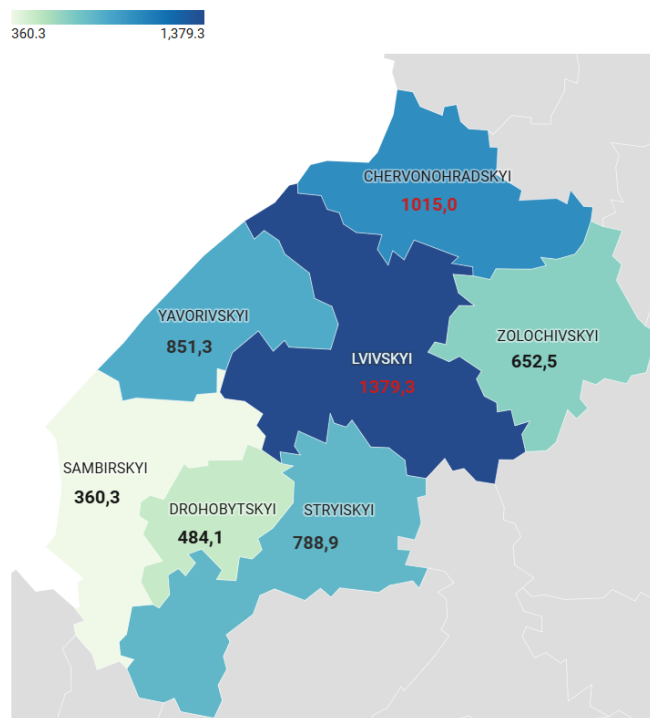 360.3
1,379.3
CHERVONOHRADSKYI
1015,0
YAVORIVSKYI
851,3
ZOLOCHIVSKYI
652,5
LVIVSKYI
1379,3
SAMBIRSKYI
360,3
DROHOBYTSKYI
484,1
STRYISKYI
788,9